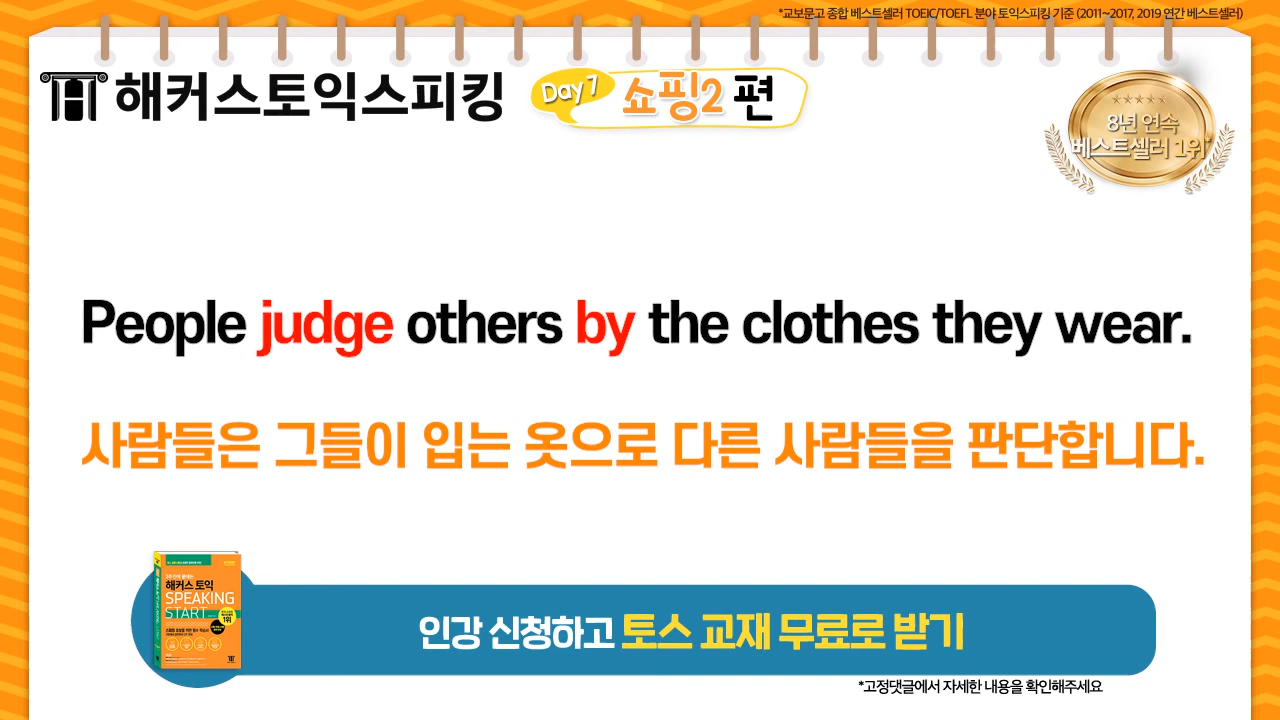 *교보문고 종합 베스트셀러 TOEIC/TOEFL 분야 토익스피킹 기준 (2011~2017, 2019 연간 베스트셀러)
해커스토익스피킹 Day 7 쇼핑2 편
8년 연속
베스트셀러 1위*
People judge others by the clothes they wear.
사람들은 그들이 입는 옷으로 다른 사람들을 판단합니다.
해커스 토익
SPEAKING
START
1위
인강 신청하고 토스 교재 무료로 받기
*고정댓글에서 자세한 내용을 확인해주세요